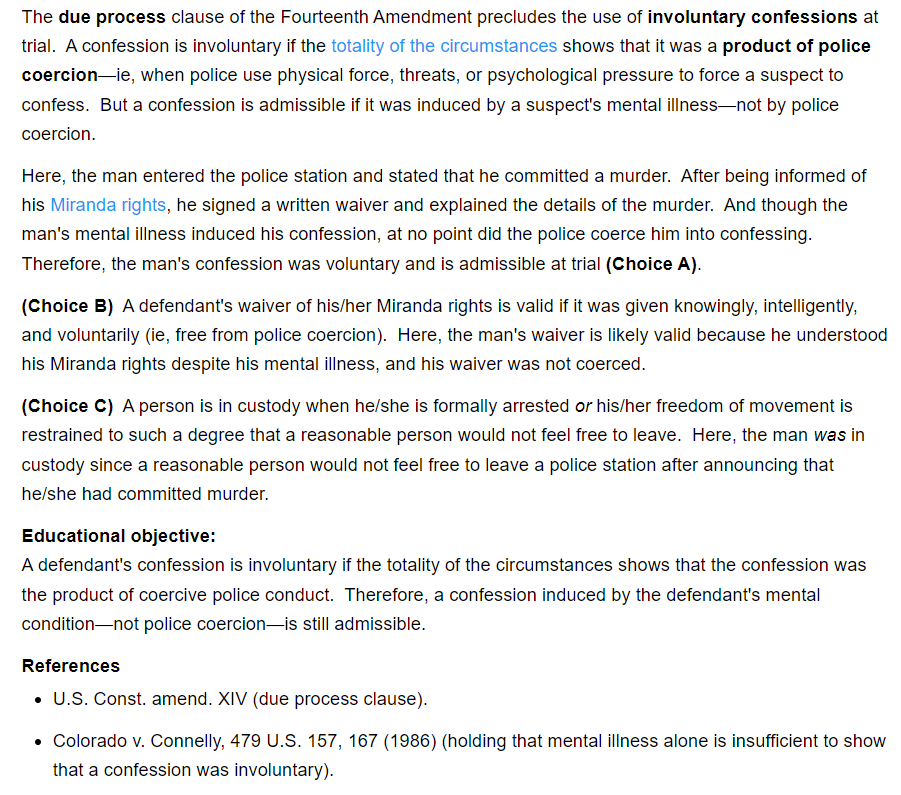 The due process clause of the Fourteenth Amendment precludes the use of involuntary confessions at
trial. A confession is involuntary if the totality of the circumstances shows that it was a product of police
coercion—ie, when police use physical force, threats, or psychological pressure to force a suspect to
confess. But a confession is admissible if it was induced by a suspect's mental illness—not by police
coercion.
Here, the man entered the police station and stated that he committed a murder. After being informed of
his Miranda rights, he signed a written waiver and explained the details of the murder. And though the
man's mental illness induced his confession, at no point did the police coerce him into confessing.
Therefore, the man's confession was voluntary and is admissible at trial (Choice A).
(Choice B) A defendant's waiver of his/her Miranda rights is valid if it was given knowingly, intelligently,
and voluntarily (ie, free from police coercion). Here, the man's waiver is likely valid because he understood
his Miranda rights despite his mental illness, and his waiver was not coerced.
(Choice C) A person is in custody when he/she is formally arrested or his/her freedom of movement is
restrained to such a degree that a reasonable person would not feel free to leave. Here, the man was in
custody since a reasonable person would not feel free to leave a police station after announcing that
he/she had committed murder.
Educational objective:
A defendant's confession is involuntary if the totality of the circumstances shows that the confession was
the product of coercive police conduct. Therefore, a confession induced by the defendant's mental
condition—not police coercion—is still admissible.
References
• U.S. Const. amend. XIV (due process clause).
• Colorado v. Connelly, 479 U.S. 157, 167 (1986) (holding that mental illness alone is insufficient to show
that a confession was involuntary).